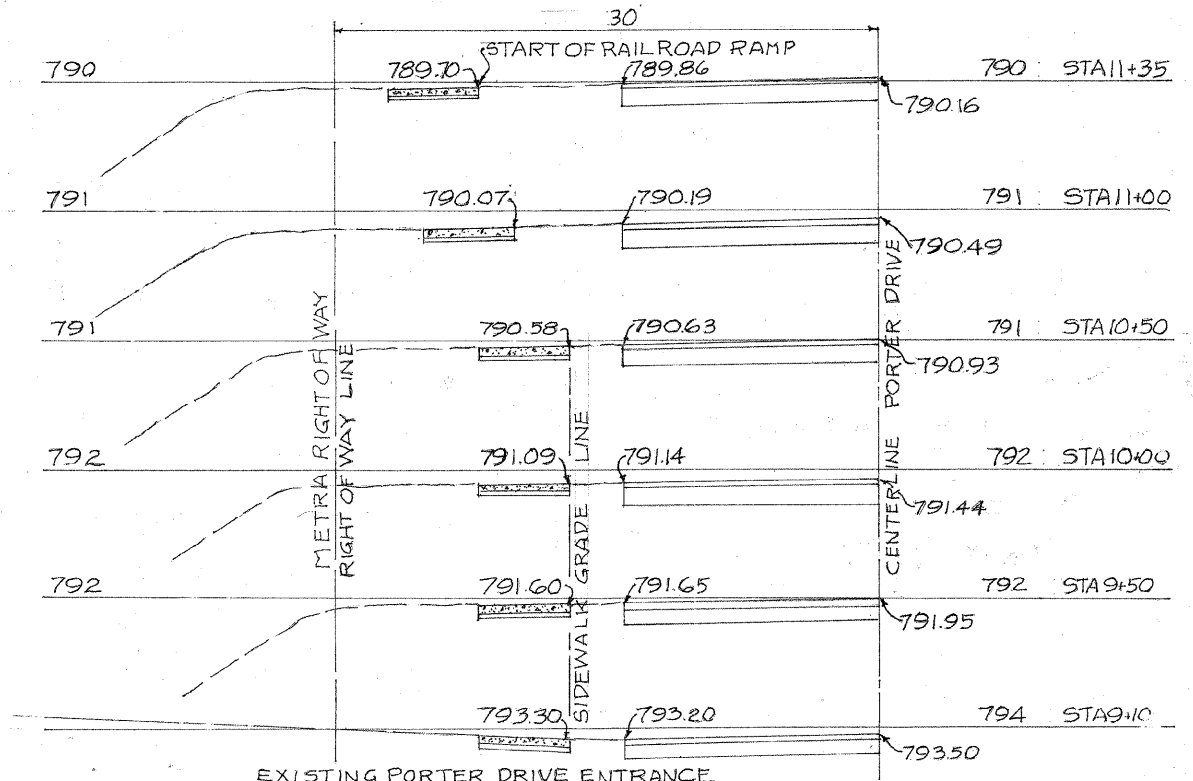 30
START OF RAILROAD RAMP
790 789.70 789.86 790 STA 11+35
790.16
791 790.07 790.19 791 STA 11+00
790.49
791 790.58 790.63 791 STA 10+50
790.93
792 791.09 791.14 792 STA 10+00
791.44
792 791.60 791.65 792 STA 9+50
791.95
793.30 793.20 794 STA 9+10
793.50
METRA RIGHT OF WAY
RIGHT OF WAY LINE
SIDEWALK GRADE LINE
CENTERLINE PORTER DRIVE
EXISTING PORTER DRIVE ENTRANCE